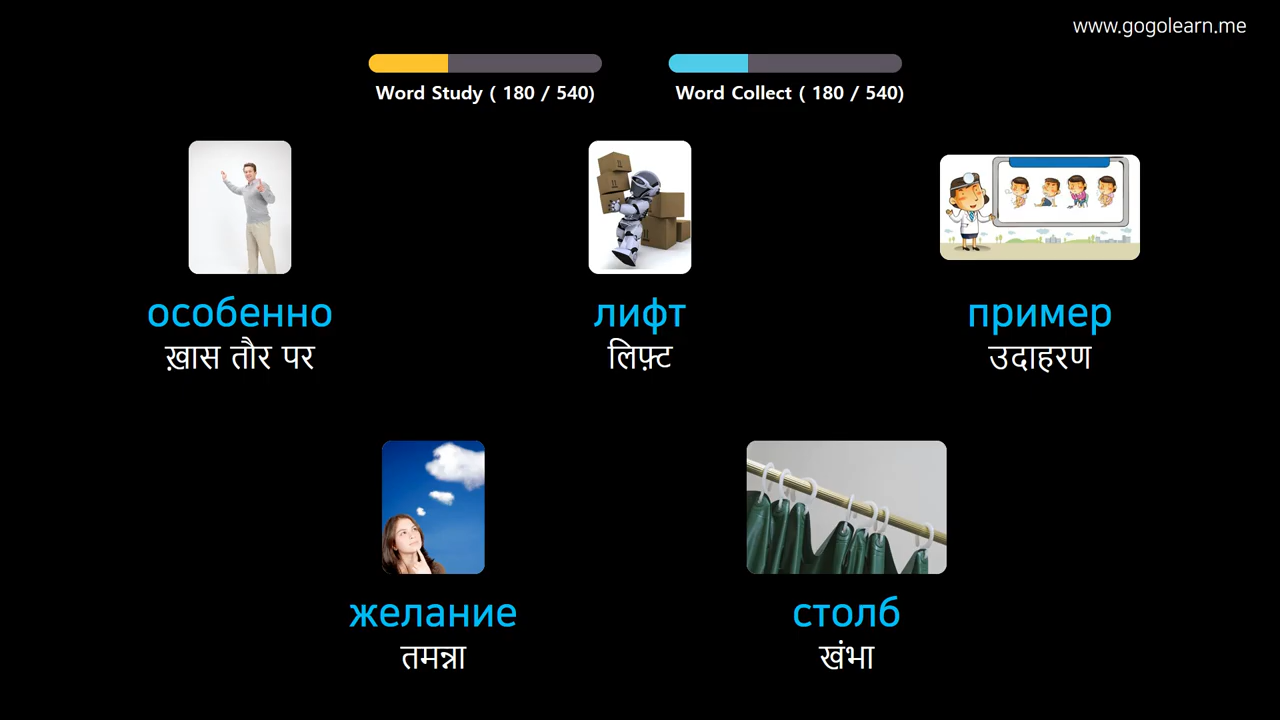 www.gogolearn.me
Word Study ( 180 / 540)
Word Collect ( 180 / 540)
особенно
ख़ास तौर पर
лифт
लिफ़्ट
пример
उदाहरण
желание
तमन्ना
столб
खंभा